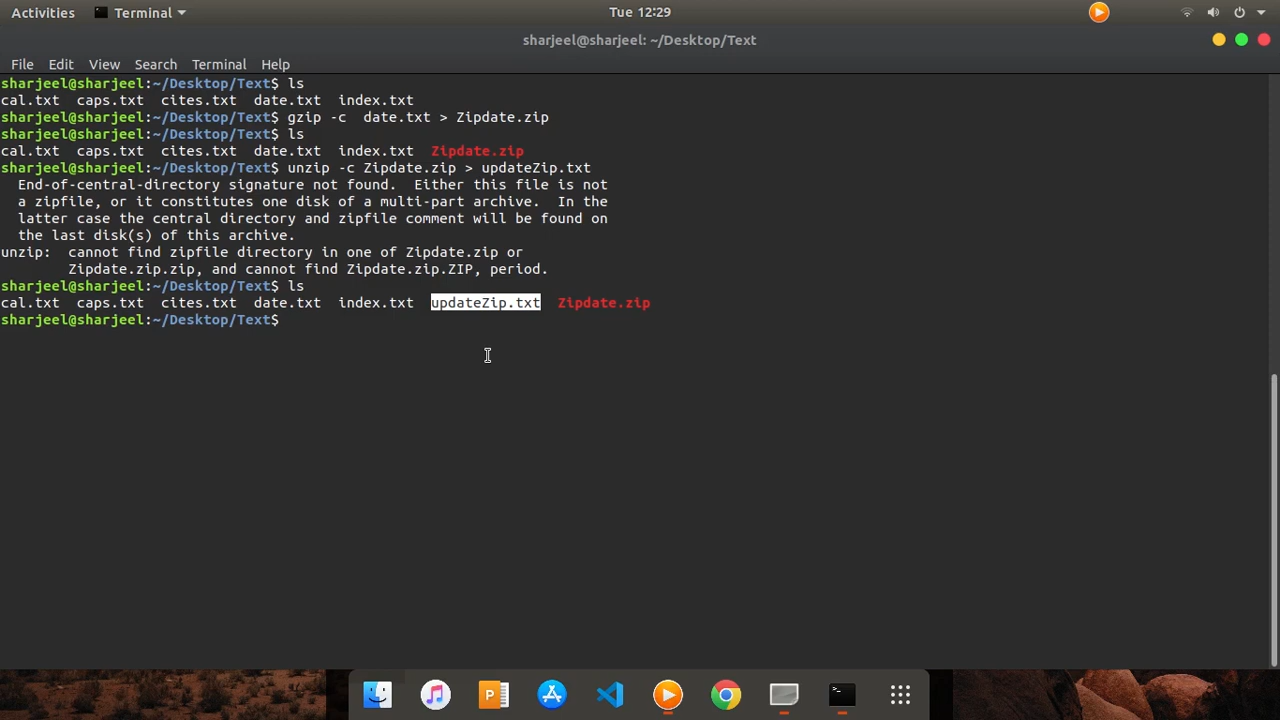 Activities Terminal Tue 12:29
sharjeel@sharjeel: ~/Desktop/Text
File Edit View Search Terminal Help
sharjeel@sharjeel:~/Desktop/Text$ ls
cal.txt caps.txt cites.txt date.txt index.txt
sharjeel@sharjeel:~/Desktop/Text$ gzip -c  date.txt > Zipdate.zip
sharjeel@sharjeel:~/Desktop/Text$ ls
cal.txt caps.txt cites.txt date.txt index.txt Zipdate.zip
sharjeel@sharjeel:~/Desktop/Text$ unzip -c Zipdate.zip > updateZip.txt
End-of-central-directory signature not found.  Either this file is not
a zipfile, or it constitutes one disk of a multi-part archive.  In the
latter case the central directory and zipfile comment will be found on
the last disk(s) of this archive.
unzip:  cannot find zipfile directory in one of Zipdate.zip or
Zipdate.zip.zip, and cannot find Zipdate.zip.ZIP, period.
sharjeel@sharjeel:~/Desktop/Text$ ls
cal.txt caps.txt cites.txt date.txt index.txt updateZip.txt Zipdate.zip
sharjeel@sharjeel:~/Desktop/Text$
P
>_